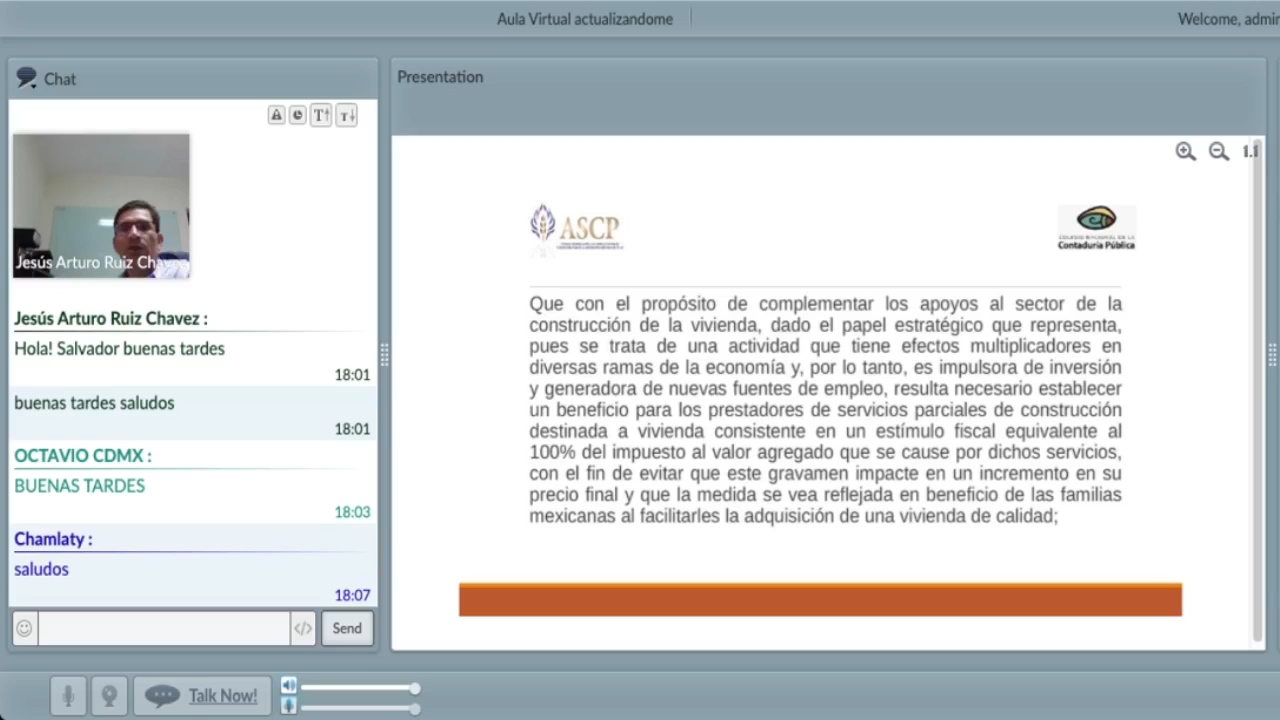 Aula Virtual actualizandome
Welcome, admin
Chat
Presentation
Jesús Arturo Ruiz Chavez
Jesús Arturo Ruiz Chavez :
Hola! Salvador buenas tardes
18:01
buenas tardes saludos
18:01
OCTAVIO CDMX :
BUENAS TARDES
18:03
Chamlaty :
saludos
18:07
Send
Talk Now!
1.1
ASCP
Contaduría Pública
Que con el propósito de complementar los apoyos al sector de la
construcción de la vivienda, dado el papel estratégico que representa,
pues se trata de una actividad que tiene efectos multiplicadores en
diversas ramas de la economía y, por lo tanto, es impulsora de inversión
y generadora de nuevas fuentes de empleo, resulta necesario establecer
un beneficio para los prestadores de servicios parciales de construcción
destinada a vivienda consistente en un estímulo fiscal equivalente al
100% del impuesto al valor agregado que se cause por dichos servicios,
con el fin de evitar que este gravamen impacte en un incremento en su
precio final y que la medida se vea reflejada en beneficio de las familias
mexicanas al facilitarles la adquisición de una vivienda de calidad;